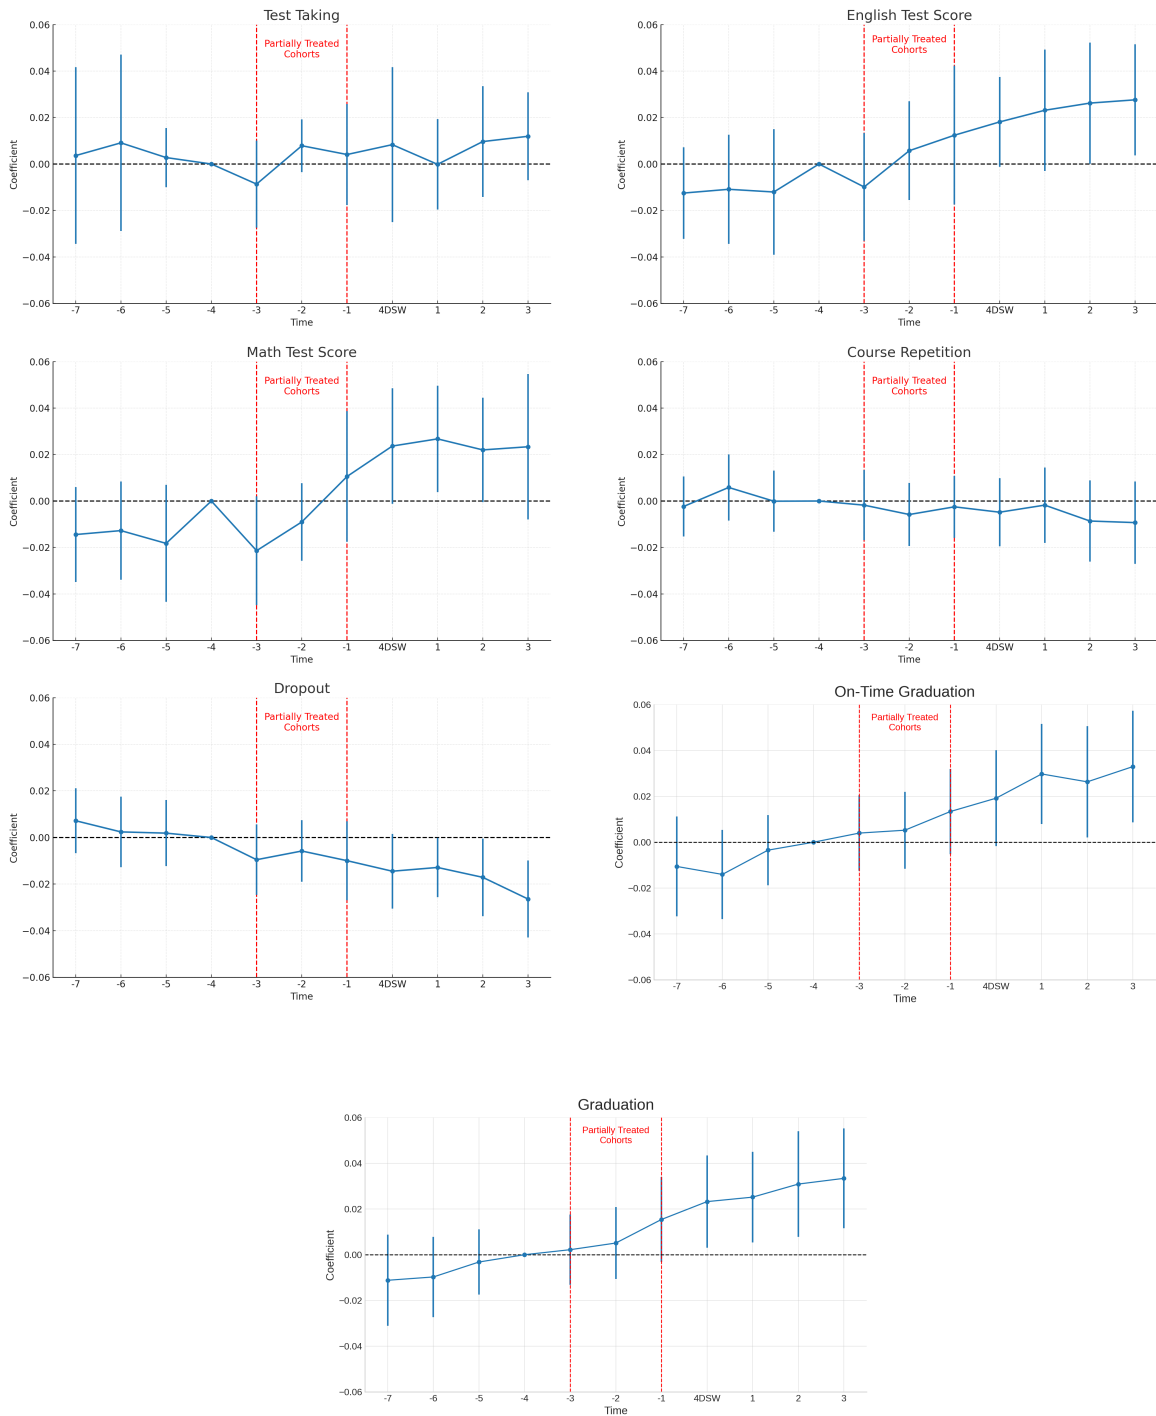 Test Taking
Partially Treated
Cohorts
0.06
0.04
0.02
0.00
−0.02
−0.04
−0.06
Coefficient
-7 -6 -5 -4 -3 -2 -1 4DSW 1 2 3
Time
English Test Score
Partially Treated
Cohorts
0.06
0.04
0.02
0.00
−0.02
−0.04
−0.06
Coefficient
-7 -6 -5 -4 -3 -2 -1 4DSW 1 2 3
Time
Math Test Score
Partially Treated
Cohorts
0.06
0.04
0.02
0.00
−0.02
−0.04
−0.06
Coefficient
-7 -6 -5 -4 -3 -2 -1 4DSW 1 2 3
Time
Course Repetition
Partially Treated
Cohorts
0.06
0.04
0.02
0.00
−0.02
−0.04
−0.06
Coefficient
-7 -6 -5 -4 -3 -2 -1 4DSW 1 2 3
Time
Dropout
Partially Treated
Cohorts
0.06
0.04
0.02
0.00
−0.02
−0.04
−0.06
Coefficient
-7 -6 -5 -4 -3 -2 -1 4DSW 1 2 3
Time
On-Time Graduation
Partially Treated
Cohorts
0.06
0.04
0.02
0.00
−0.02
−0.04
−0.06
Coefficient
-7 -6 -5 -4 -3 -2 -1 4DSW 1 2 3
Time
Graduation
Partially Treated
Cohorts
0.06
0.04
0.02
0.00
−0.02
−0.04
−0.06
Coefficient
-7 -6 -5 -4 -3 -2 -1 4DSW 1 2 3
Time